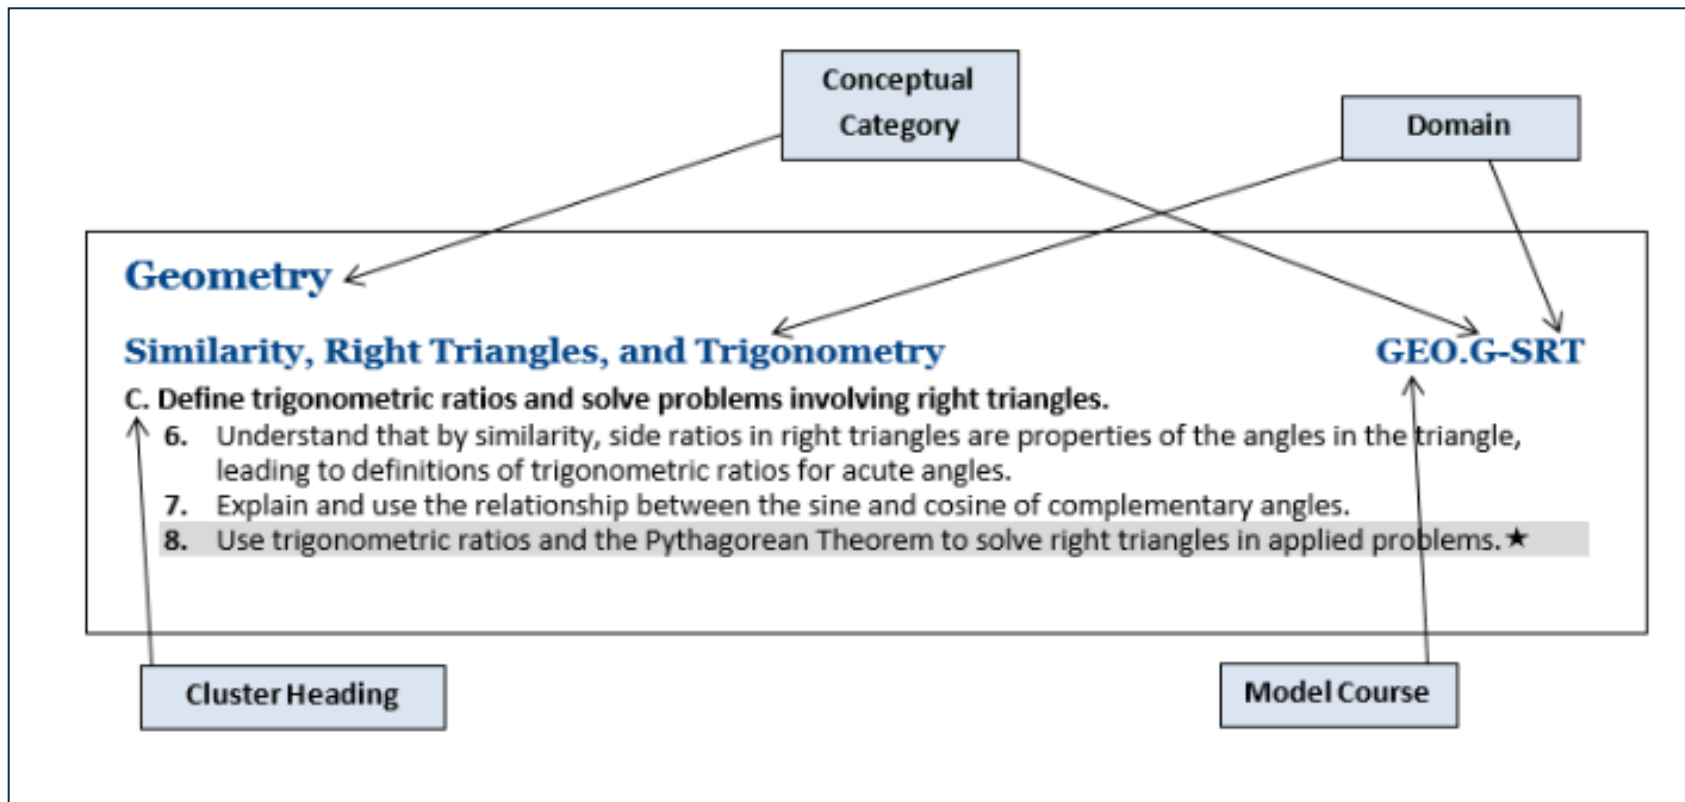 Conceptual
Category
Domain
Geometry
Similarity, Right Triangles, and Trigonometry GEO.G-SRT
C. Define trigonometric ratios and solve problems involving right triangles.
6. Understand that by similarity, side ratios in right triangles are properties of the angles in the triangle,
leading to definitions of trigonometric ratios for acute angles.
7. Explain and use the relationship between the sine and cosine of complementary angles.
8. Use trigonometric ratios and the Pythagorean Theorem to solve right triangles in applied problems.★
Cluster Heading
Model Course